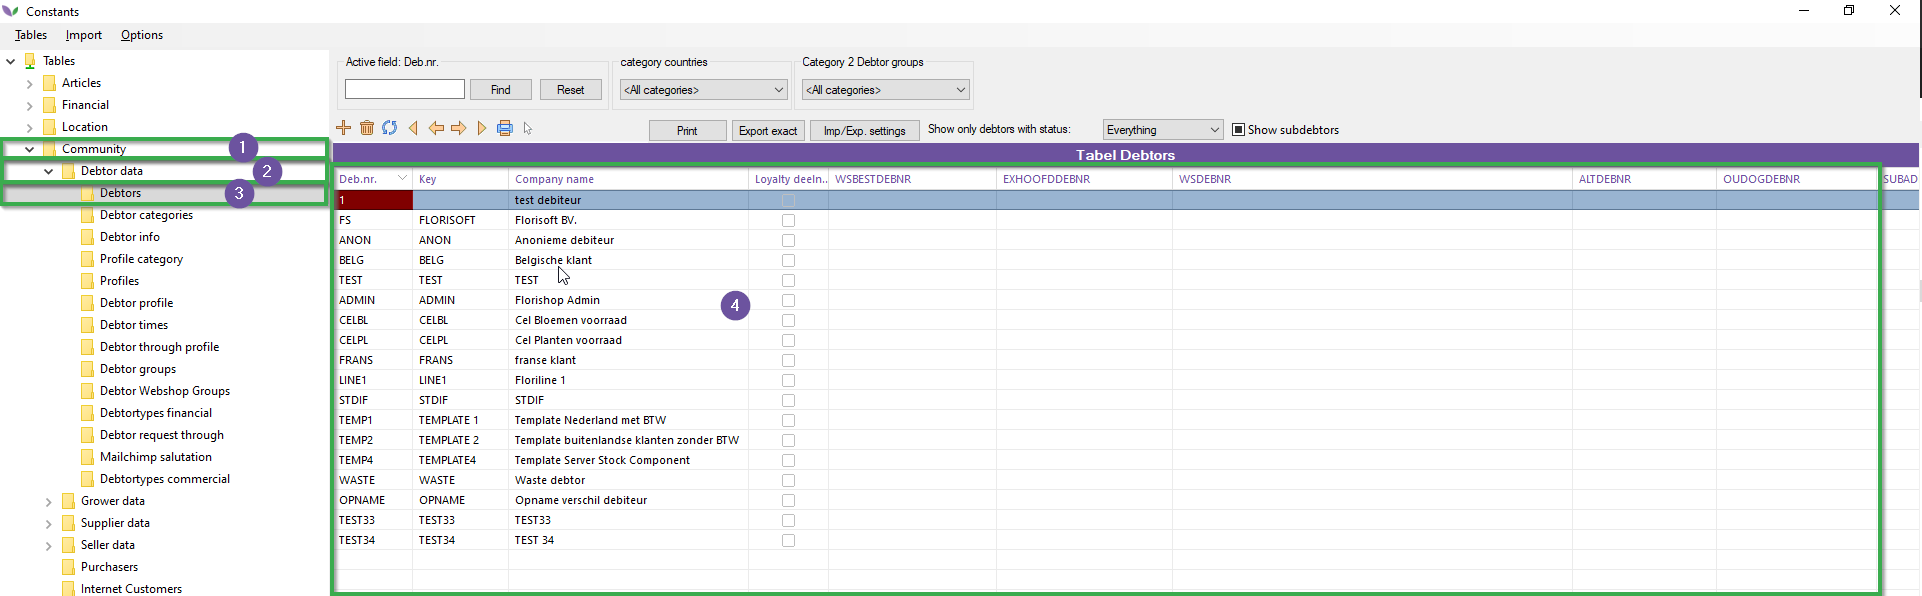 Constants
Tables Import Options
Tables
Articles
Financial
Location
Community 1
Debtor data 2
Debtors 3
Debtor categories
Debtor info
Profile category
Profiles
Debtor profile
Debtor times
Debtor through profile
Debtor groups
Debtor Webshop Groups
Debtortypes financial
Debtor request through
Mailchimp salutation
Debtortypes commercial
Grower data
Supplier data
Seller data
Purchasers
Internet Customers
Active field: Deb.nr. category countries Category 2 Debtor groups
Find Reset <All categories> <All categories>
Print Export exact Imp/Exp. settings Show only debtors with status: Everything Show subdebtors
Tabel Debtors
Deb.nr. Key Company name Loyalty deeln.. WSBESTDEBNR EXHOOFDDEBNR WSDEBNR ALTDEBNR OUDOGDEBNR SUBAD
1 test debiteur
FS FLORISOFT Florisoft BV.
ANON ANON Anonieme debiteur
BELG BELG Belgische klant
TEST TEST TEST
ADMIN ADMIN Florishop Admin
4
CELBL CELBL Cel Bloemen voorraad
CELPL CELPL Cel Planten voorraad
FRANS FRANS franse klant
LINE1 LINE1 Floriline 1
STDIF STDIF STDIF
TEMP1 TEMPLATE 1 Template Nederland met BTW
TEMP2 TEMPLATE 2 Template buitenlandse klanten zonder BTW
TEMP4 TEMPLATE4 Template Server Stock Component
WASTE WASTE Waste debtor
OPNAME OPNAME Opname verschil debiteur
TEST33 TEST33 TEST33
TEST34 TEST34 TEST 34